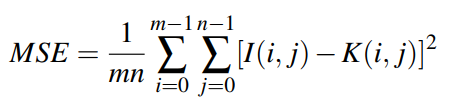 MSE = \frac{1}{mn} \sum_{i=0}^{m-1} \sum_{j=0}^{n-1} [I(i,j) − K(i,j)]^2